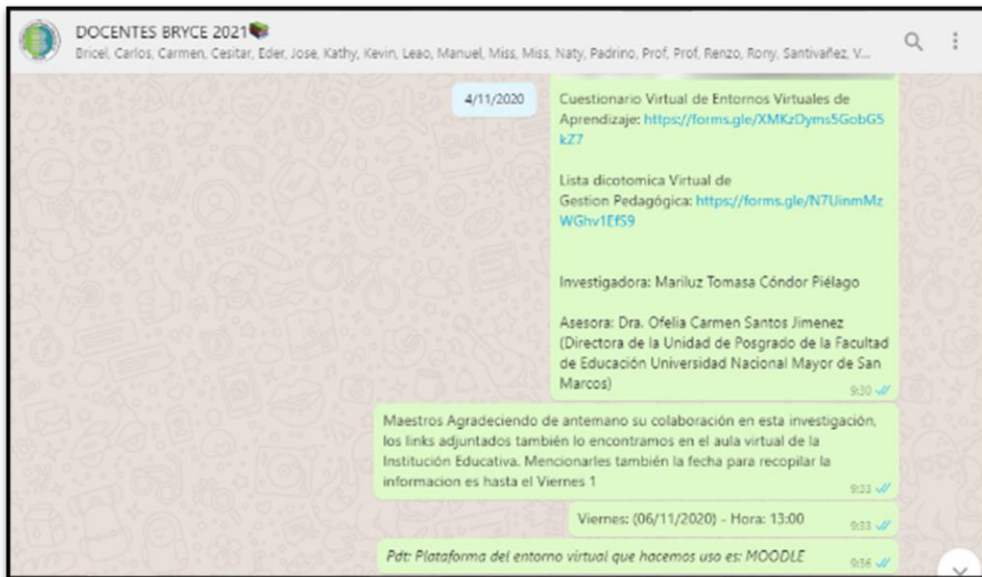 DOCENTES BRYCE 2021
Bricel, Carlos, Carmen, Cesitar, Eder, Jose, Kathy, Kevin, Leao, Manuel, Miss, Miss, Naty, Padrino, Prof, Prof, Renzo, Rony, Santivañez, V...
4/11/2020
Cuestionario Virtual de Entornos Virtuales de
Aprendizaje: https://forms.gle/XMKzDyms5GobG5
kZ7
Lista dicotomica Virtual de
Gestion Pedagógica: https://forms.gle/N7UinmMz
WGhv1EfS9
Investigadora: Mariluz Tomasa Cóndor Piélago
Asesora: Dra. Ofelia Carmen Santos Jimenez
(Directora de la Unidad de Posgrado de la Facultad
de Educación Universidad Nacional Mayor de San
Marcos)
9:30
Maestros Agradeciendo de antemano su colaboración en esta investigación,
los links adjuntados también lo encontramos en el aula virtual de la
Institución Educativa. Mencionarles también la fecha para recopilar la
informacion es hasta el Viernes 1
9:33
Viernes: (06/11/2020) - Hora: 13:00
9:33
Pdt: Plataforma del entorno virtual que hacemos uso es: MOODLE
9:36